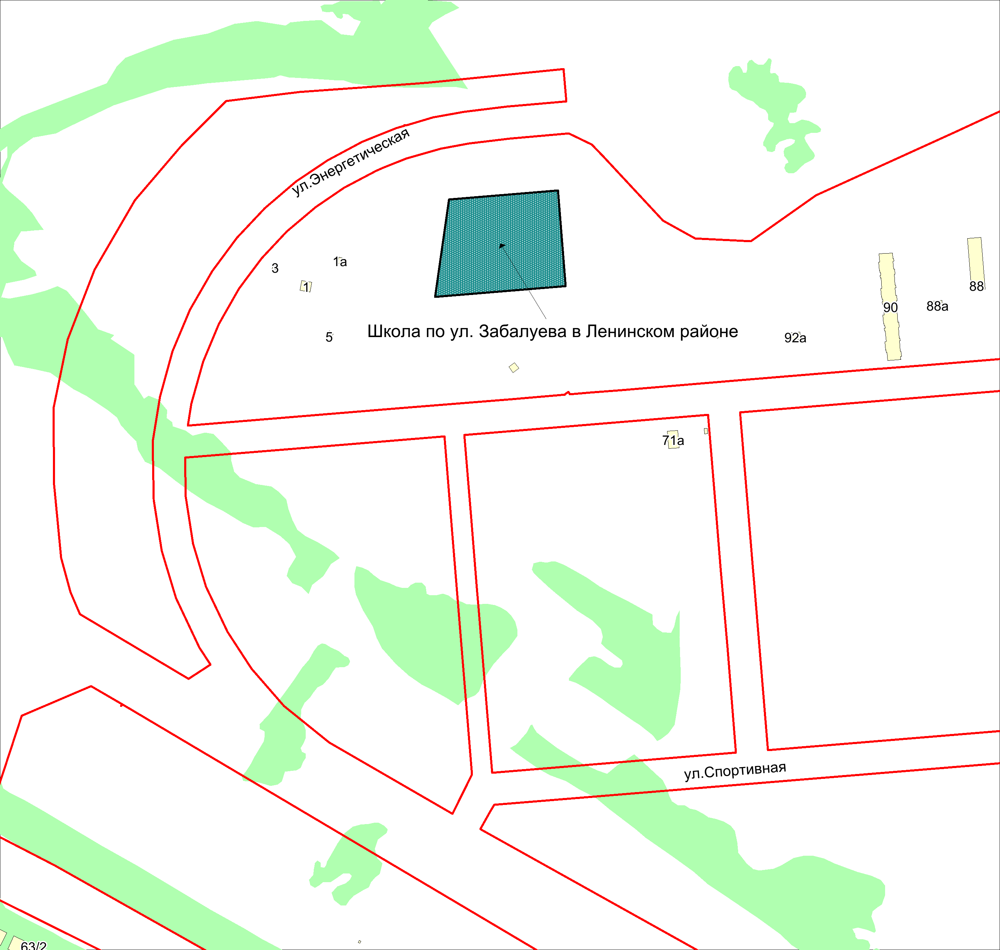 ул.Энергетическая
3
1а
1
88
90
88а
5
Школа по ул. Забалуева в Ленинском районе
92а
71а
ул.Спортивная
63/2